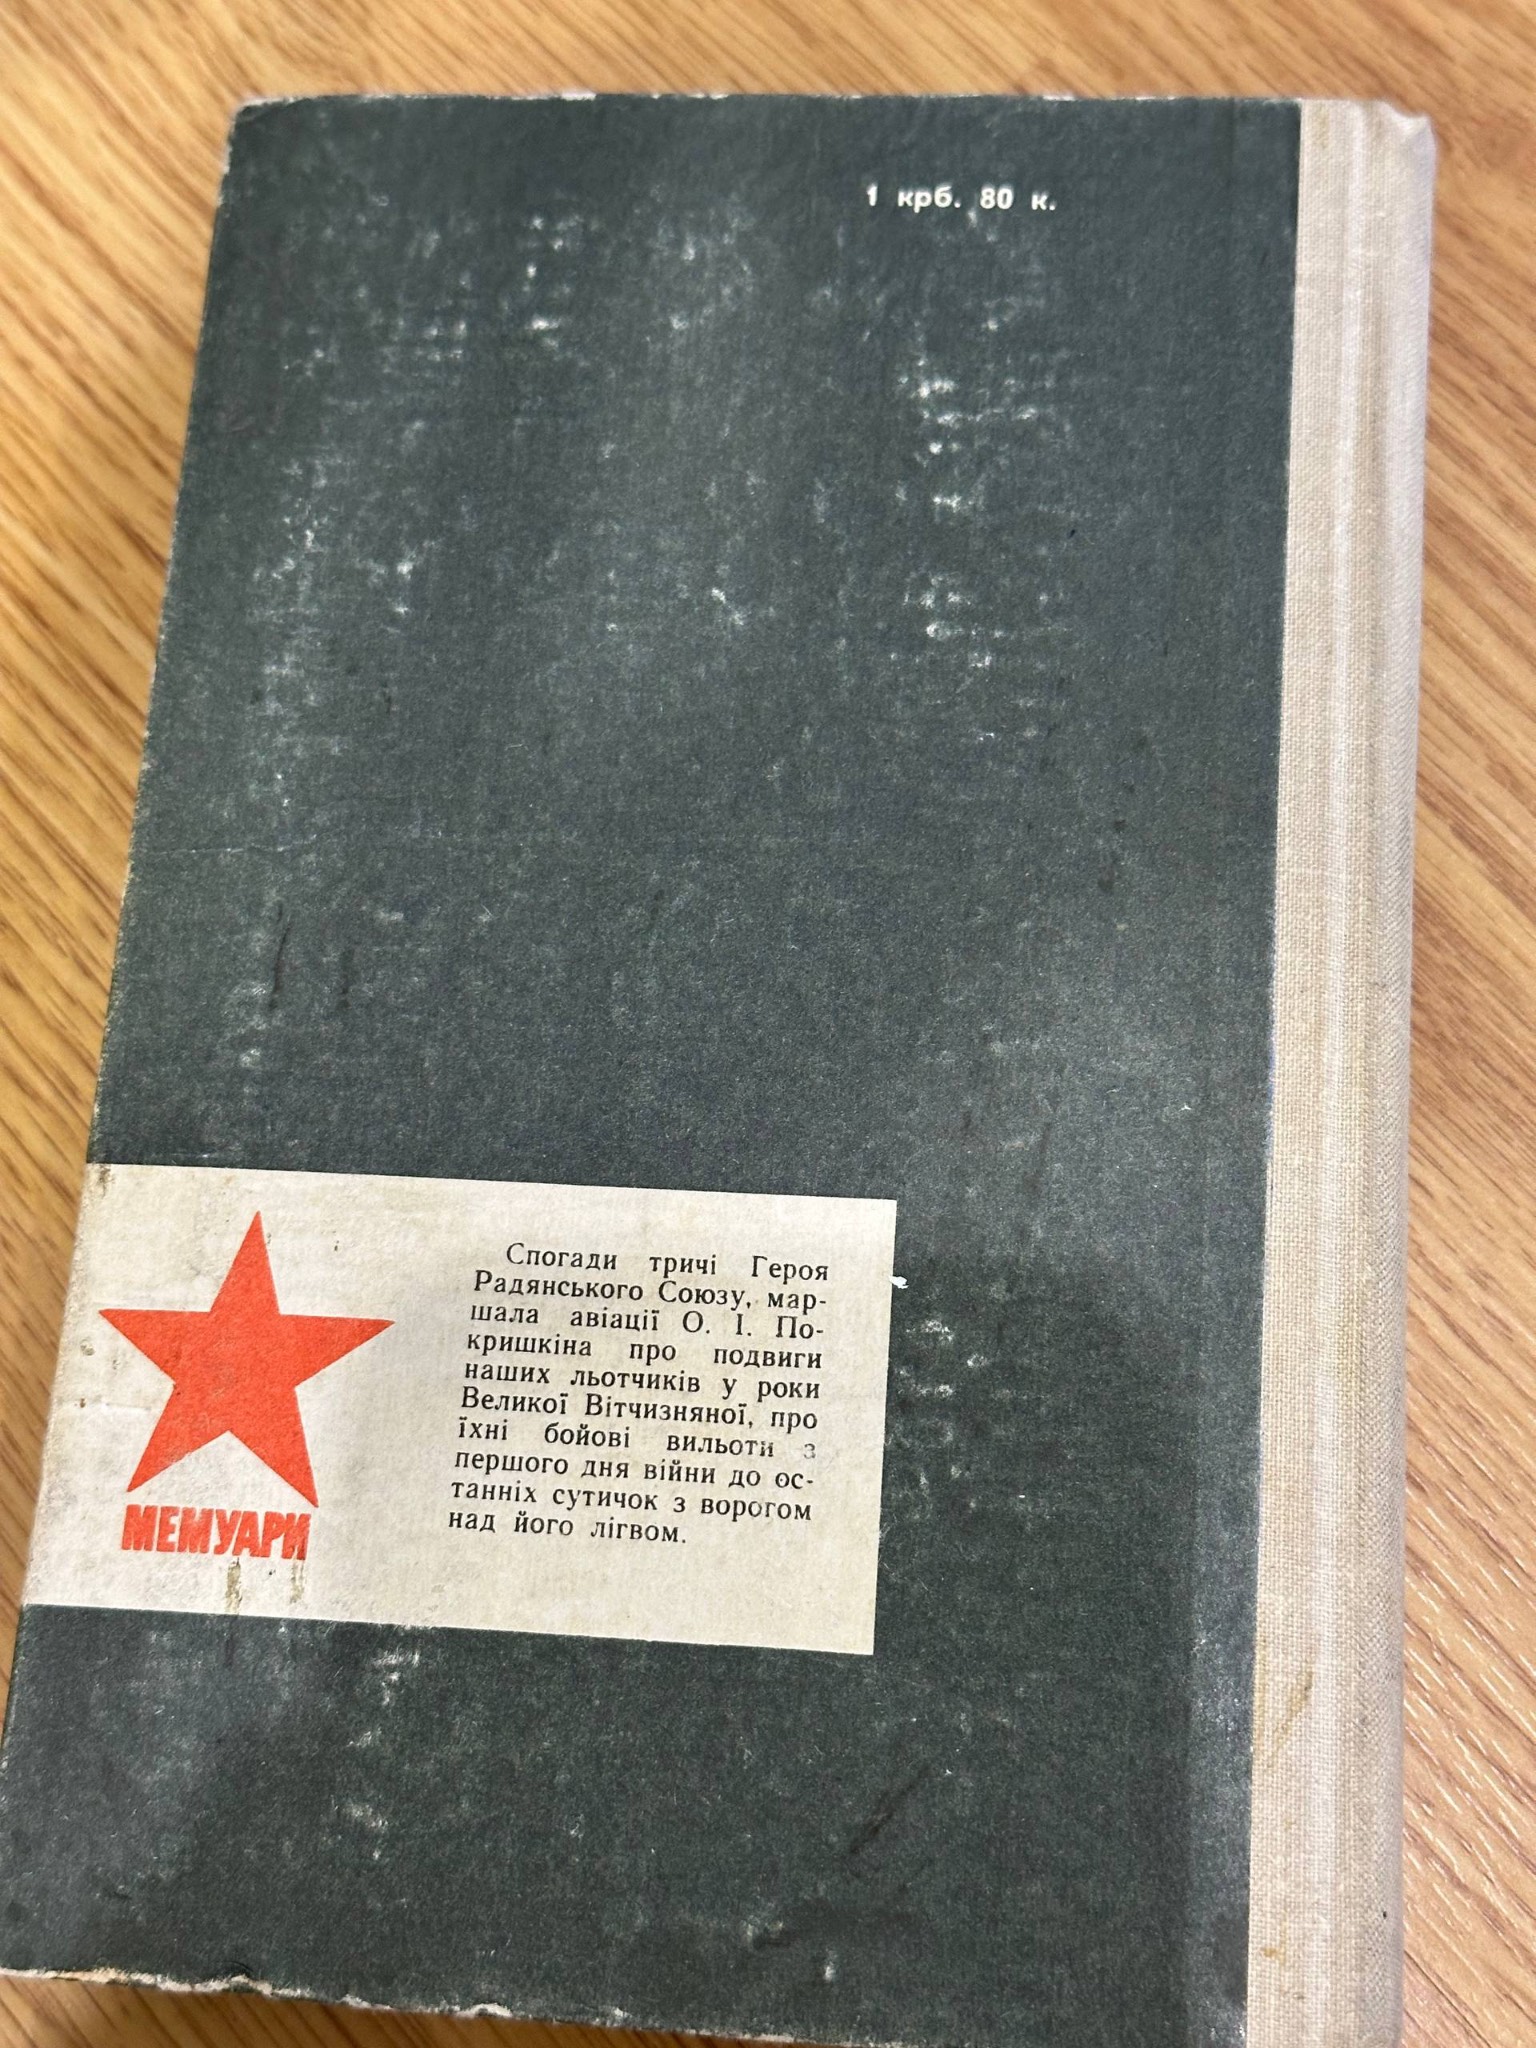 1 крб. 80 к.
Спогади тричі Героя
Радянського Союзу, мар-
шала авіації О. І. По-
кришкіна про подвиги
наших льотчиків у роки
Великої Вітчизняної, про
їхні бойові вильоти з
першого дня війни до ос-
танніх сутичок з ворогом
над його лігвом.
МЕМУАРИ